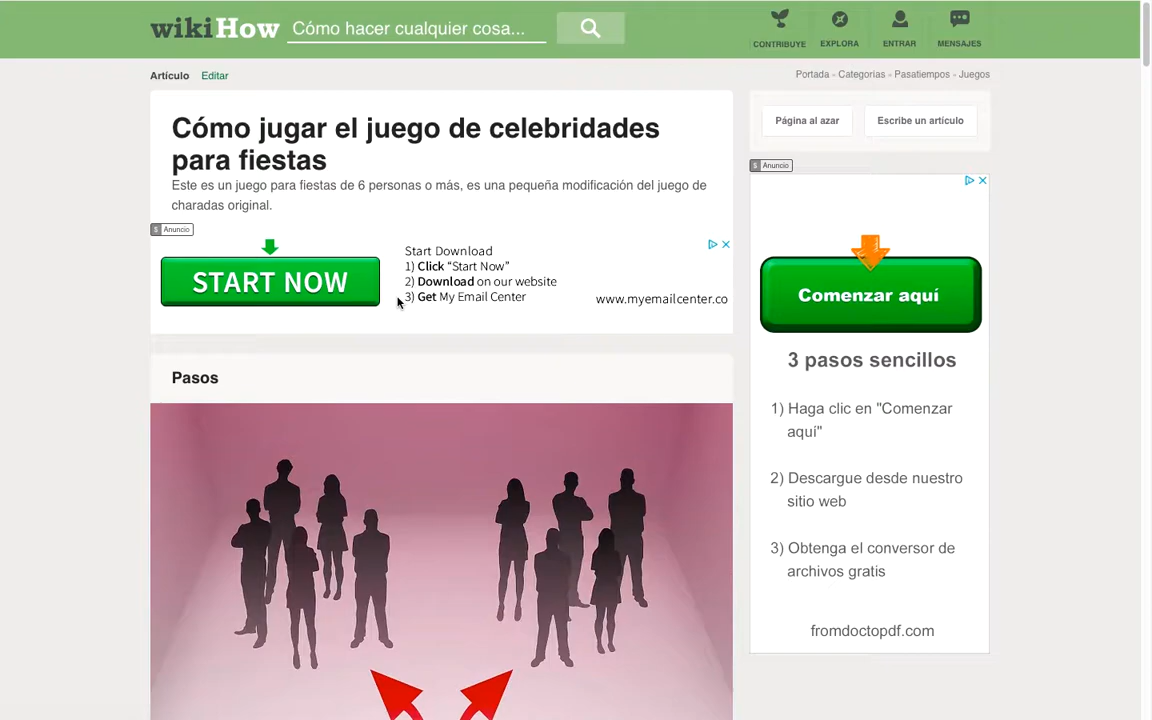 wikiHow
Cómo hacer cualquier cosa...
CONTRIBUYE
EXPLORA
ENTRAR
MENSAJES
Artículo
Editar
Portada » Categorías » Pasatiempos » Juegos
Cómo jugar el juego de celebridades
para fiestas
Este es un juego para fiestas de 6 personas o más, es una pequeña modificación del juego de
charadas original.
$ Anuncio
START NOW
Start Download
1) Click “Start Now”
2) Download on our website
3) Get My Email Center
www.myemailcenter.co
Pasos
Página al azar
Escribe un artículo
$ Anuncio
Comenzar aquí
3 pasos sencillos
1) Haga clic en "Comenzar
aquí"
2) Descargue desde nuestro
sitio web
3) Obtenga el conversor de
archivos gratis
fromdoctopdf.com